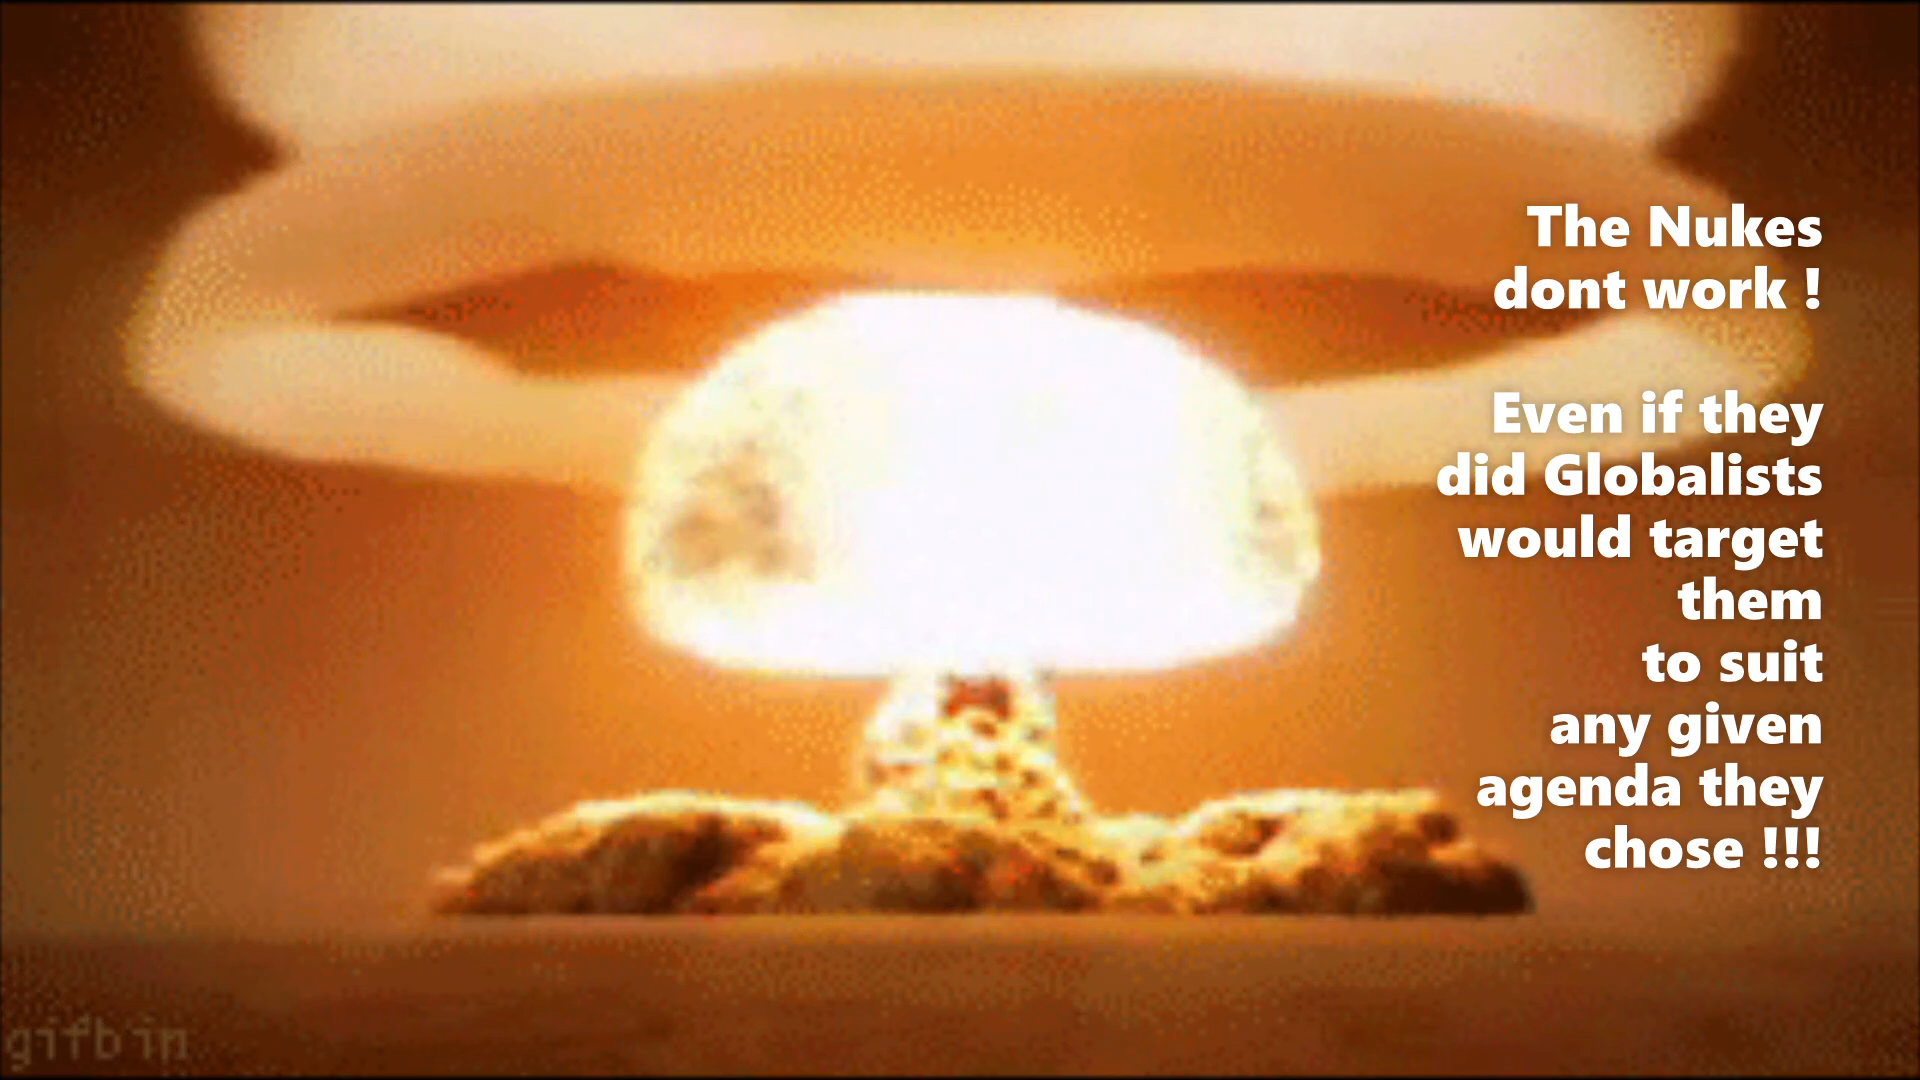 The Nukes
dont work !
Even if they
did Globalists
would target
them
to suit
any given
agenda they
chose !!!
gifbin